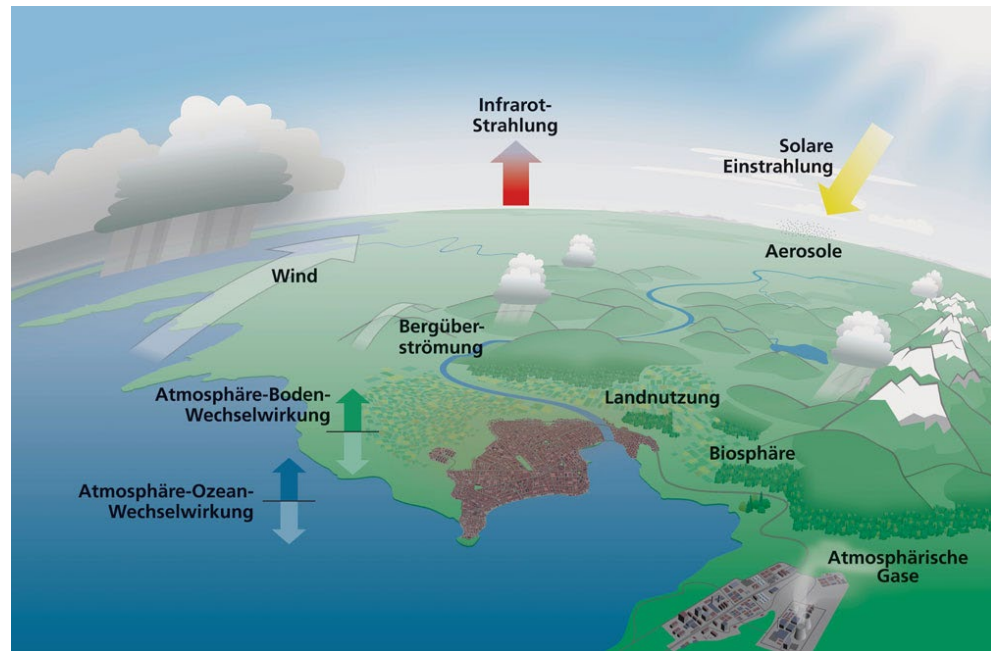 Infrarot-
Strahlung
Solare
Einstrahlung
Aerosole
Wind
Bergüber-
strömung
Atmosphäre-Boden-
Wechselwirkung
Landnutzung
Biosphäre
Atmosphäre-Ozean-
Wechselwirkung
Atmosphärische
Gase